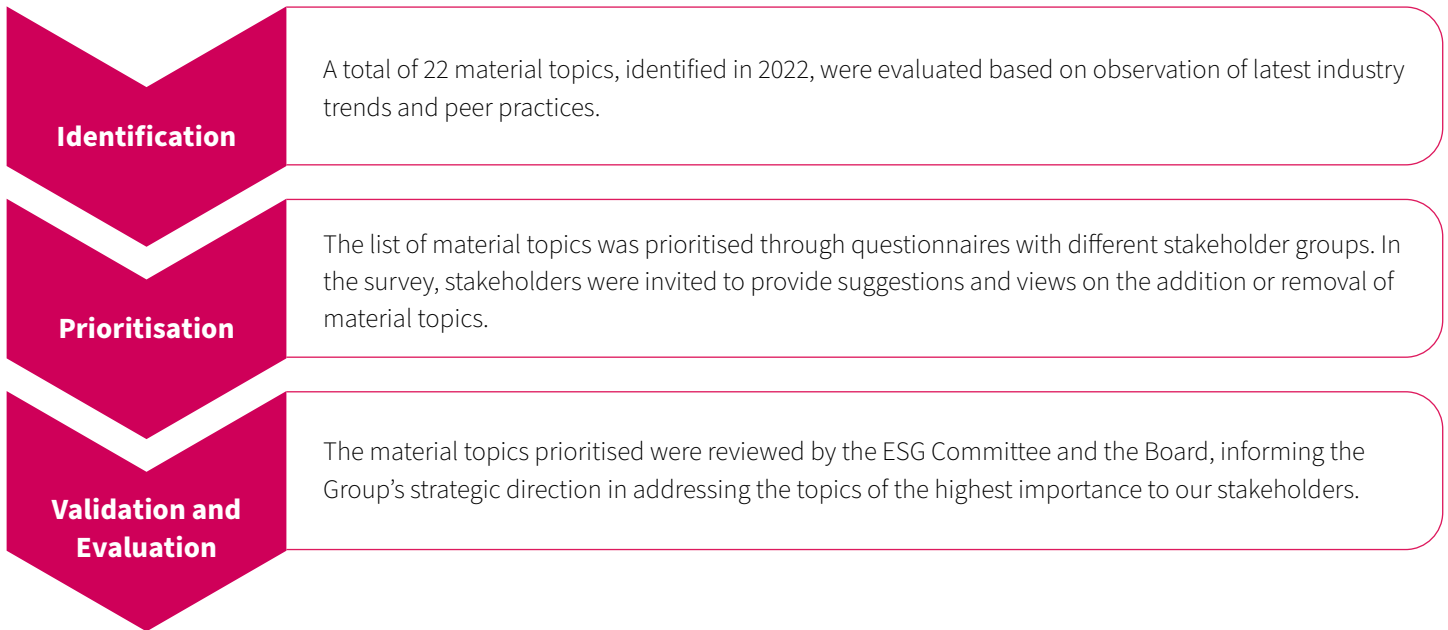 Identification
A total of 22 material topics, identified in 2022, were evaluated based on observation of latest industry
trends and peer practices.
Prioritisation
The list of material topics was prioritised through questionnaires with different stakeholder groups. In
the survey, stakeholders were invited to provide suggestions and views on the addition or removal of
material topics.
Validation and
Evaluation
The material topics prioritised were reviewed by the ESG Committee and the Board, informing the
Group’s strategic direction in addressing the topics of the highest importance to our stakeholders.